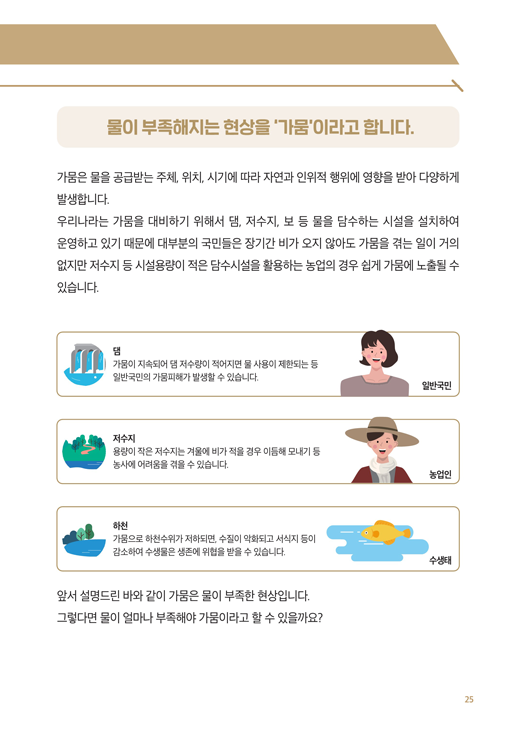 물이 부족해지는 현상을 '가뭄'이라고 합니다.
가뭄은 물을 공급받는 주체, 위치, 시기에 따라 자연과 인위적 행위에 영향을 받아 다양하게
발생합니다.
우리나라는 가뭄을 대비하기 위해서 댐, 저수지, 보 등 물을 담수하는 시설을 설치하여
운영하고 있기 때문에 대부분의 국민들은 장기간 비가 오지 않아도 가뭄을 겪는 일이 거의
없지만 저수지 등 시설용량이 적은 담수시설을 활용하는 농업의 경우 쉽게 가뭄에 노출될 수
있습니다.
댐
가뭄이 지속되어 댐 저수량이 적어지면 물 사용이 제한되는 등
일반국민의 가뭄피해가 발생할 수 있습니다.
일반국민
저수지
용량이 작은 저수지는 겨울에 비가 적을 경우 이듬해 모내기 등
농사에 어려움을 겪을 수 있습니다.
농업인
하천
가뭄으로 하천수위가 저하되면, 수질이 악화되고 서식지 등이
감소하여 수생물은 생존에 위협을 받을 수 있습니다.
수생태
앞서 설명드린 바와 같이 가뭄은 물이 부족한 현상입니다.
그렇다면 물이 얼마나 부족해야 가뭄이라고 할 수 있을까요?
25